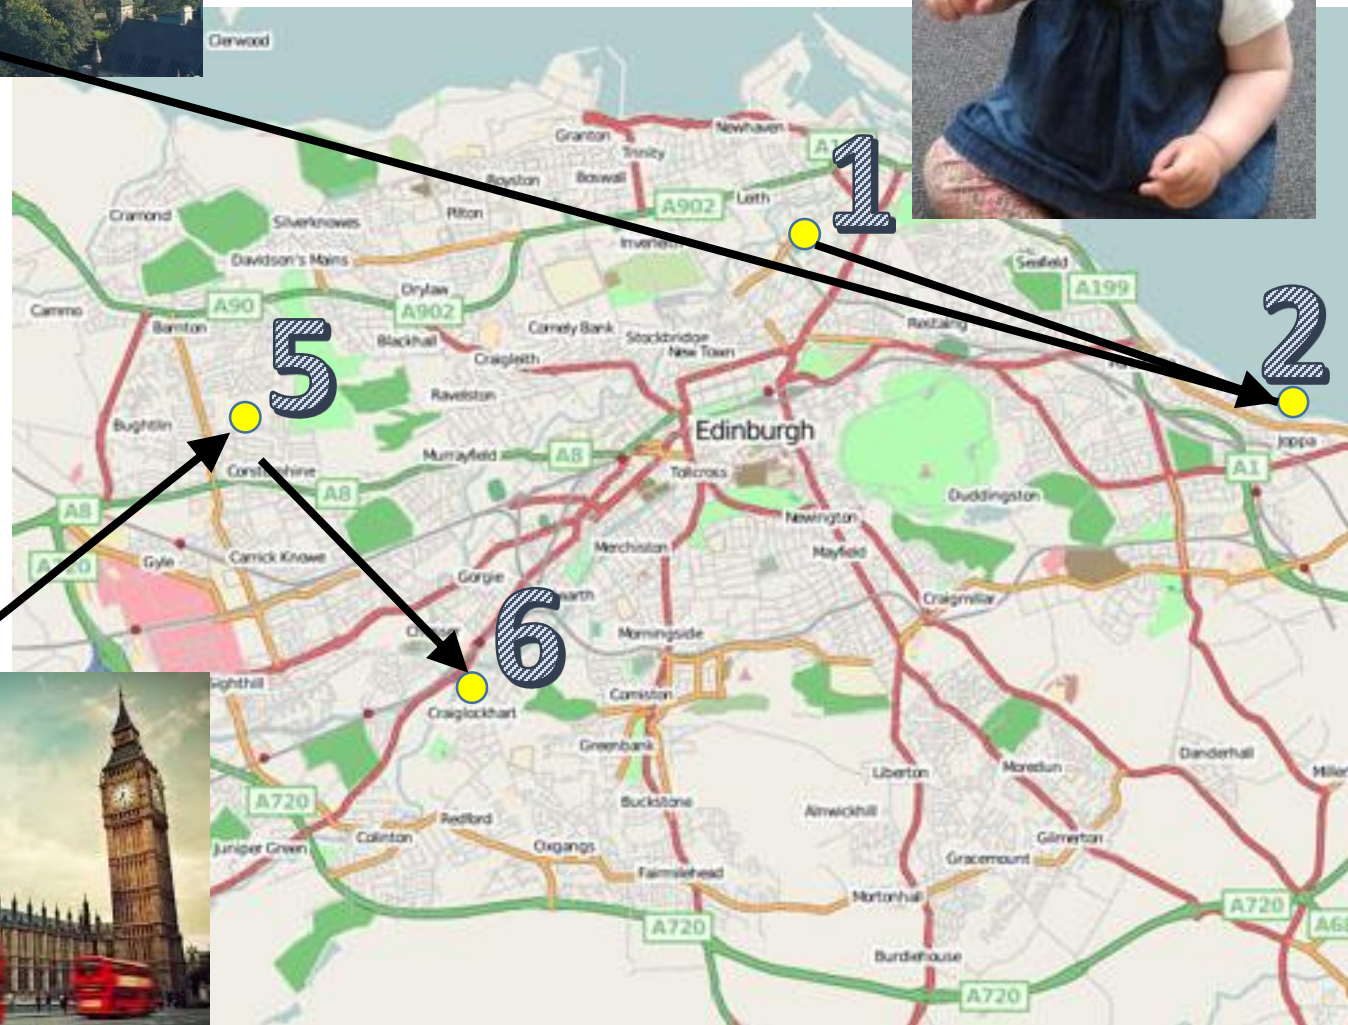 Clerwood
Granton
Newhaven
Trinity
Boswall
Royston
Pilton
Leith
A902
1
Cramond
Silverknowes
Inverleith
Davidson's Mains
Seafield
A199
Drylaw
A90
A902
Cammo
Barnton
Blackhall
Comely Bank
Stockbridge
New Town
Restalrig
2
Craigleith
5
Ravelston
Bughtlin
Edinburgh
Joppa
Murrayfield
A8
Corstorphine
Tollcross
A1
A8
A8
Duddingston
Newington
Merchiston
Mayfield
Gyle
Carrick Knowe
Gorgie
Craigmillar
6
Morningside
Sighthill
Comiston
Craiglockhart
Greenbank
Danderhall
Liberton
Moredun
A720
Buckstone
Alnwickhill
Redford
Colinton
Juniper Green
Oxgangs
Gilmerton
Gracemount
Fairmilehead
Mortonhall
A720
A720
A68
Burdiehouse
A720